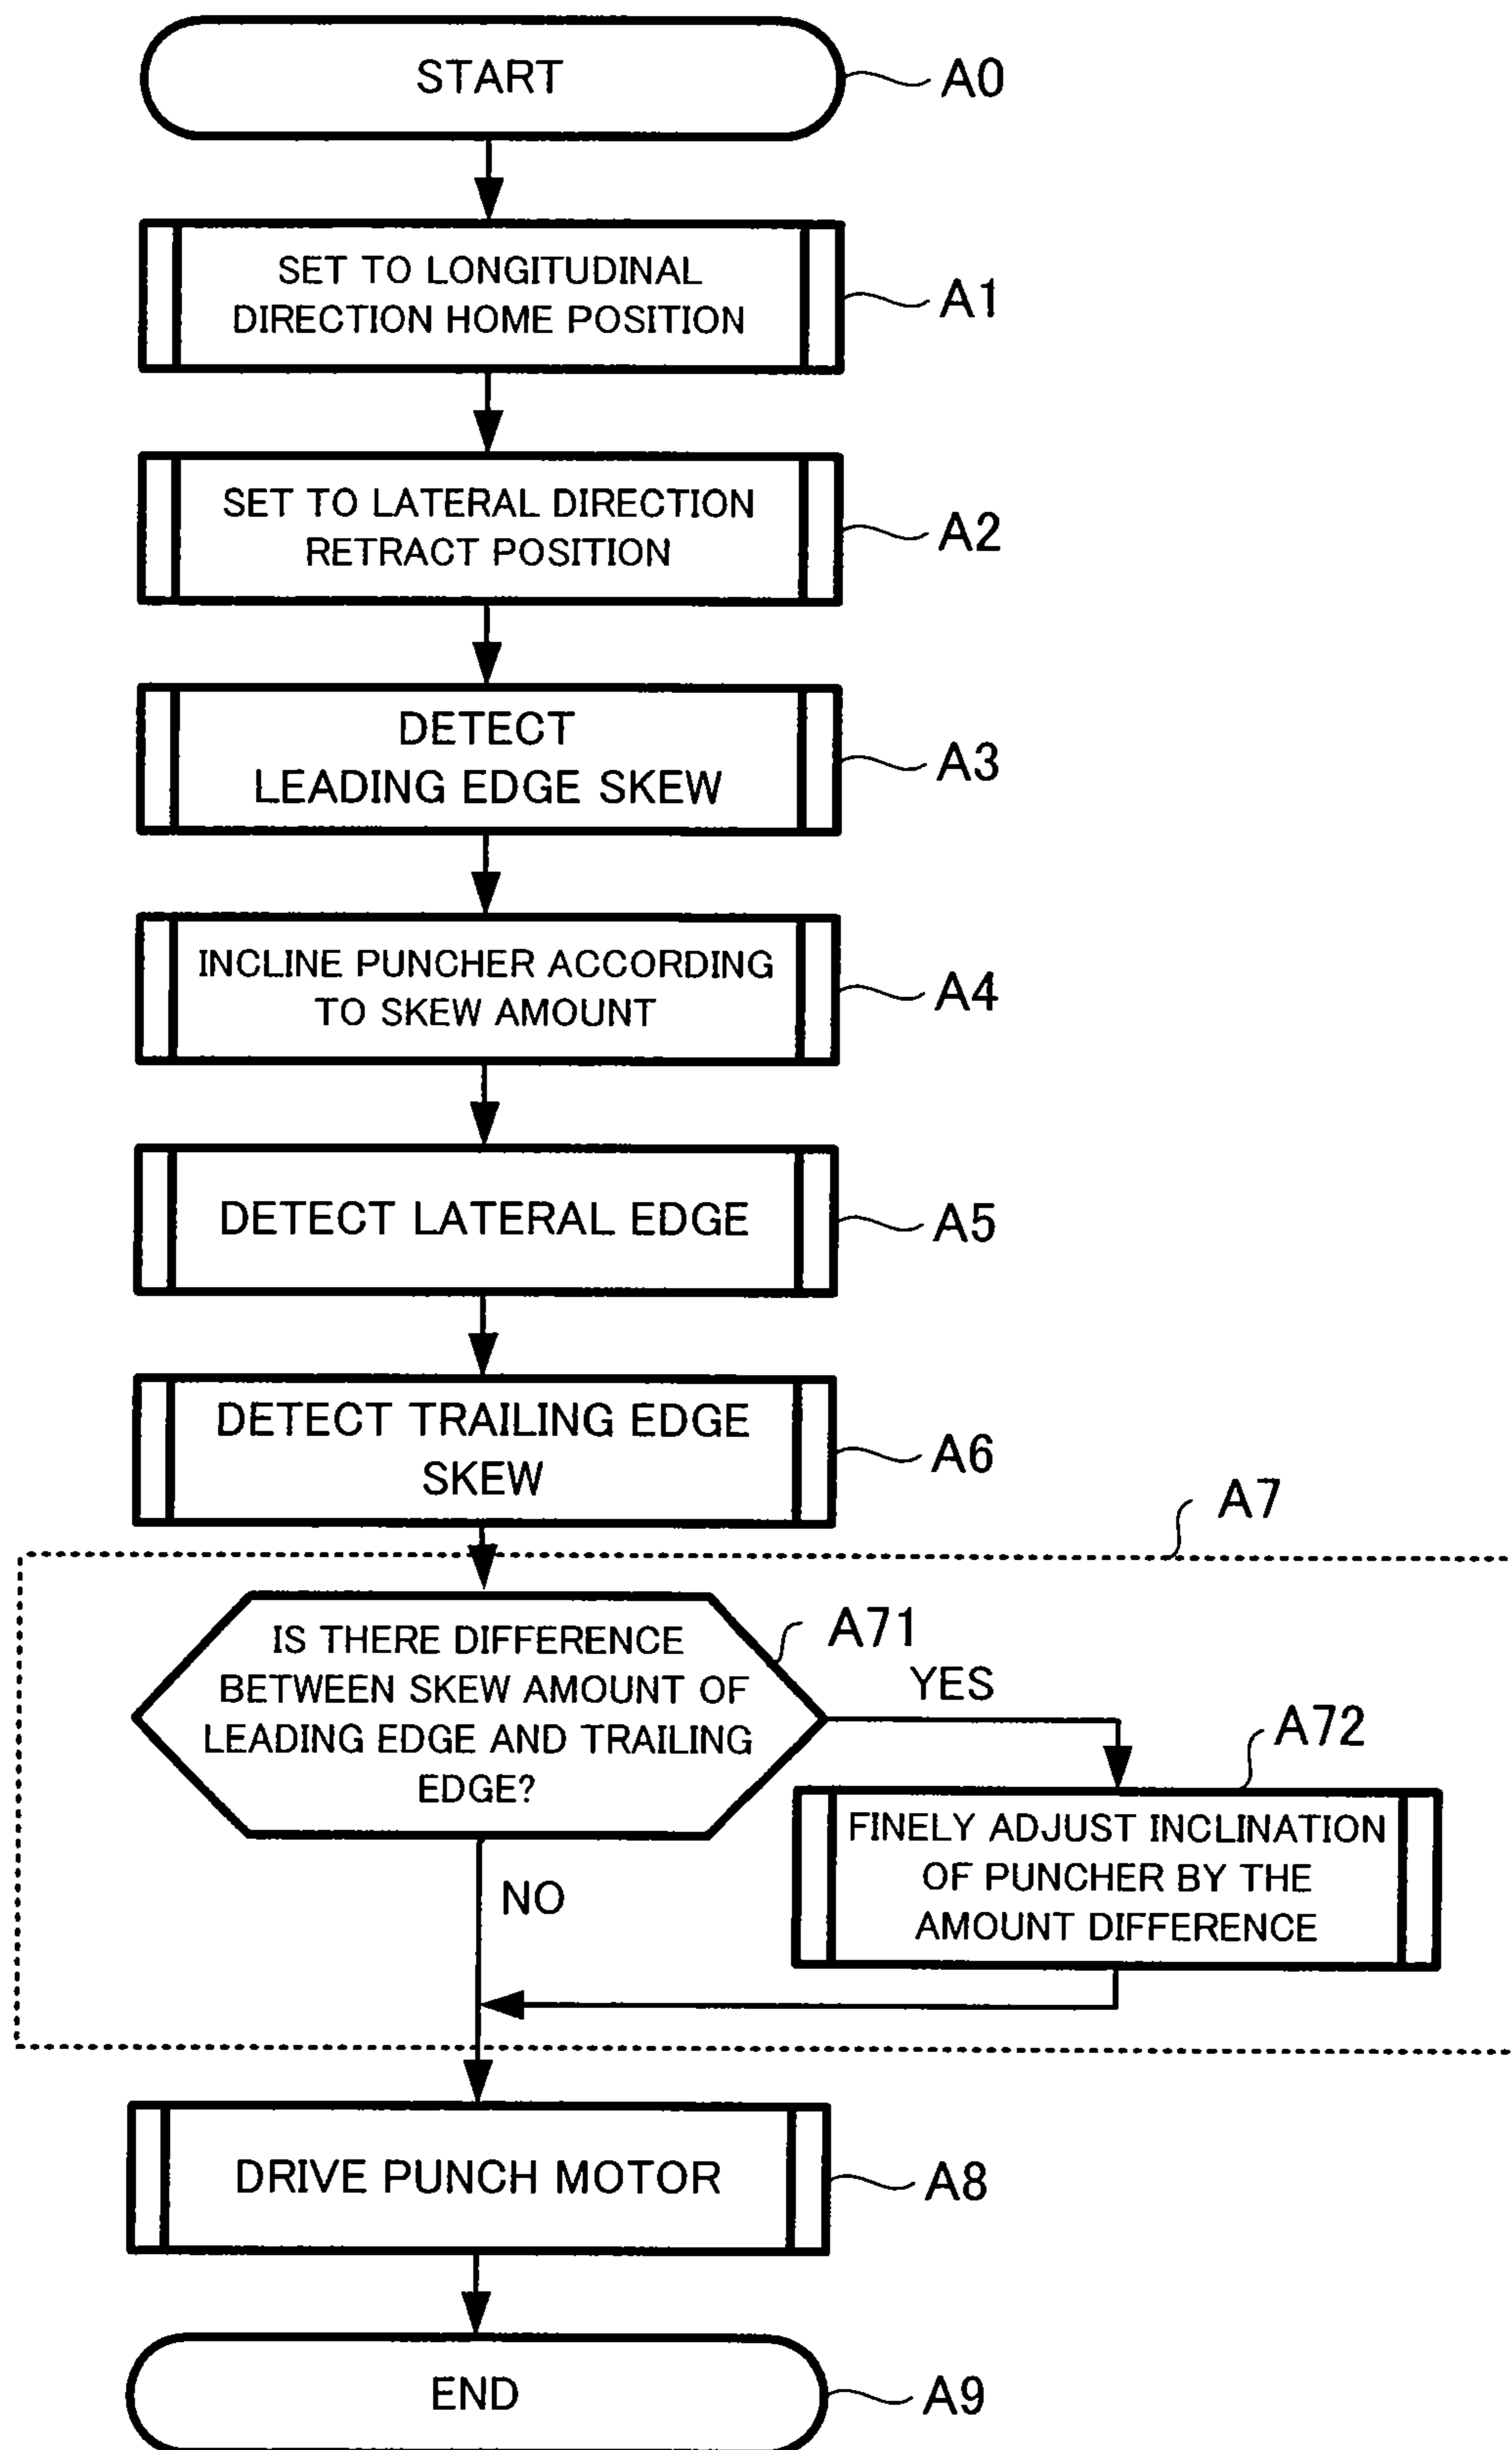 START
A0
SET TO LONGITUDINAL
DIRECTION HOME POSITION
A1
SET TO LATERAL DIRECTION
RETRACT POSITION
A2
DETECT
LEADING EDGE SKEW
A3
INCLINE PUNCHER ACCORDING
TO SKEW AMOUNT
A4
DETECT LATERAL EDGE
A5
DETECT TRAILING EDGE
SKEW
A6
A7
IS THERE DIFFERENCE
BETWEEN SKEW AMOUNT OF
LEADING EDGE AND TRAILING
EDGE?
A71
YES
A72
FINELY ADJUST INCLINATION
OF PUNCHER BY THE
AMOUNT DIFFERENCE
NO
DRIVE PUNCH MOTOR
A8
END
A9